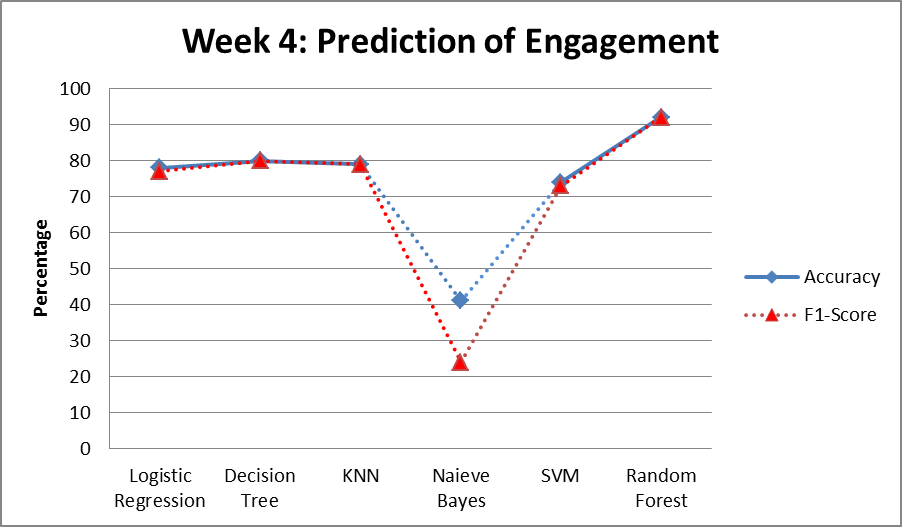 Week 4: Prediction of Engagement
100
90
80
70
60
50
40
30
20
10
0
Percentage
Logistic Regression
Decision Tree
KNN
Naieve Bayes
SVM
Random Forest
Accuracy
F1-Score